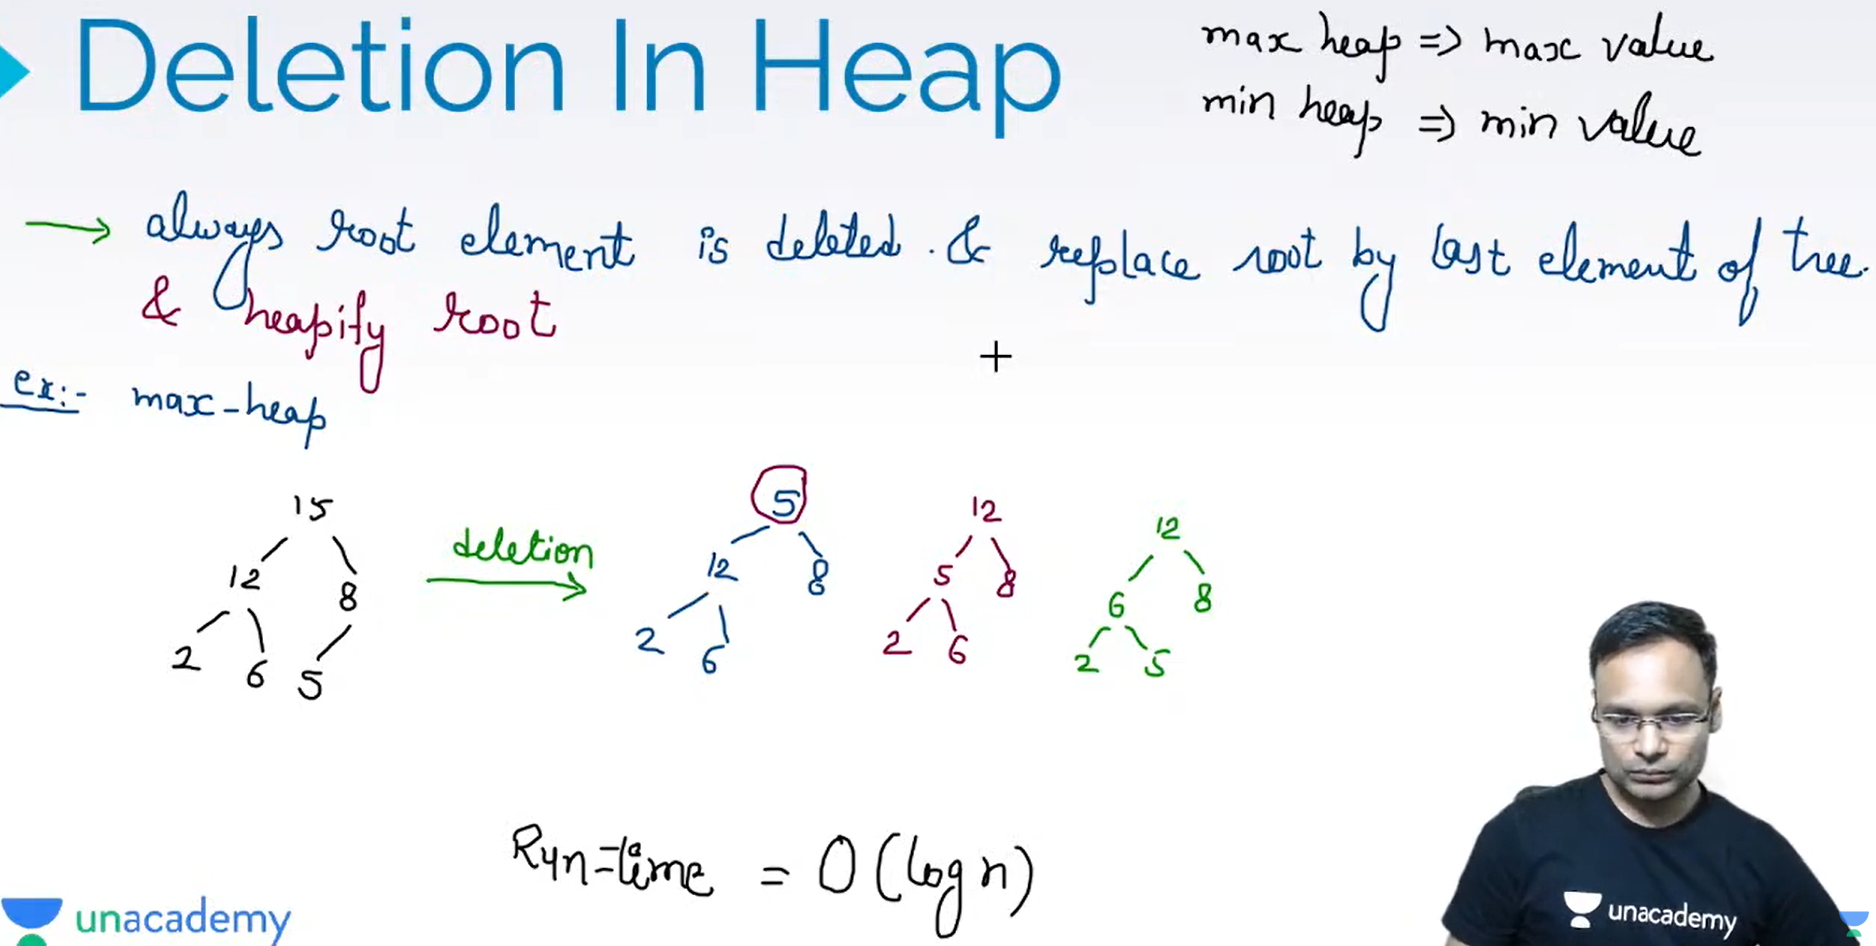 Deletion In Heap
max heap => max value
min heap => min value
→ always root element is deleted. & replace root by last element of tree.
& heapify root
ex:- max-heap
15
12 8
2 6 5
deletion
5
12 8
2 6
12
5 8
2 6
12
6 8
2 5
Run-time = O(log n)
unacademy
unacademy